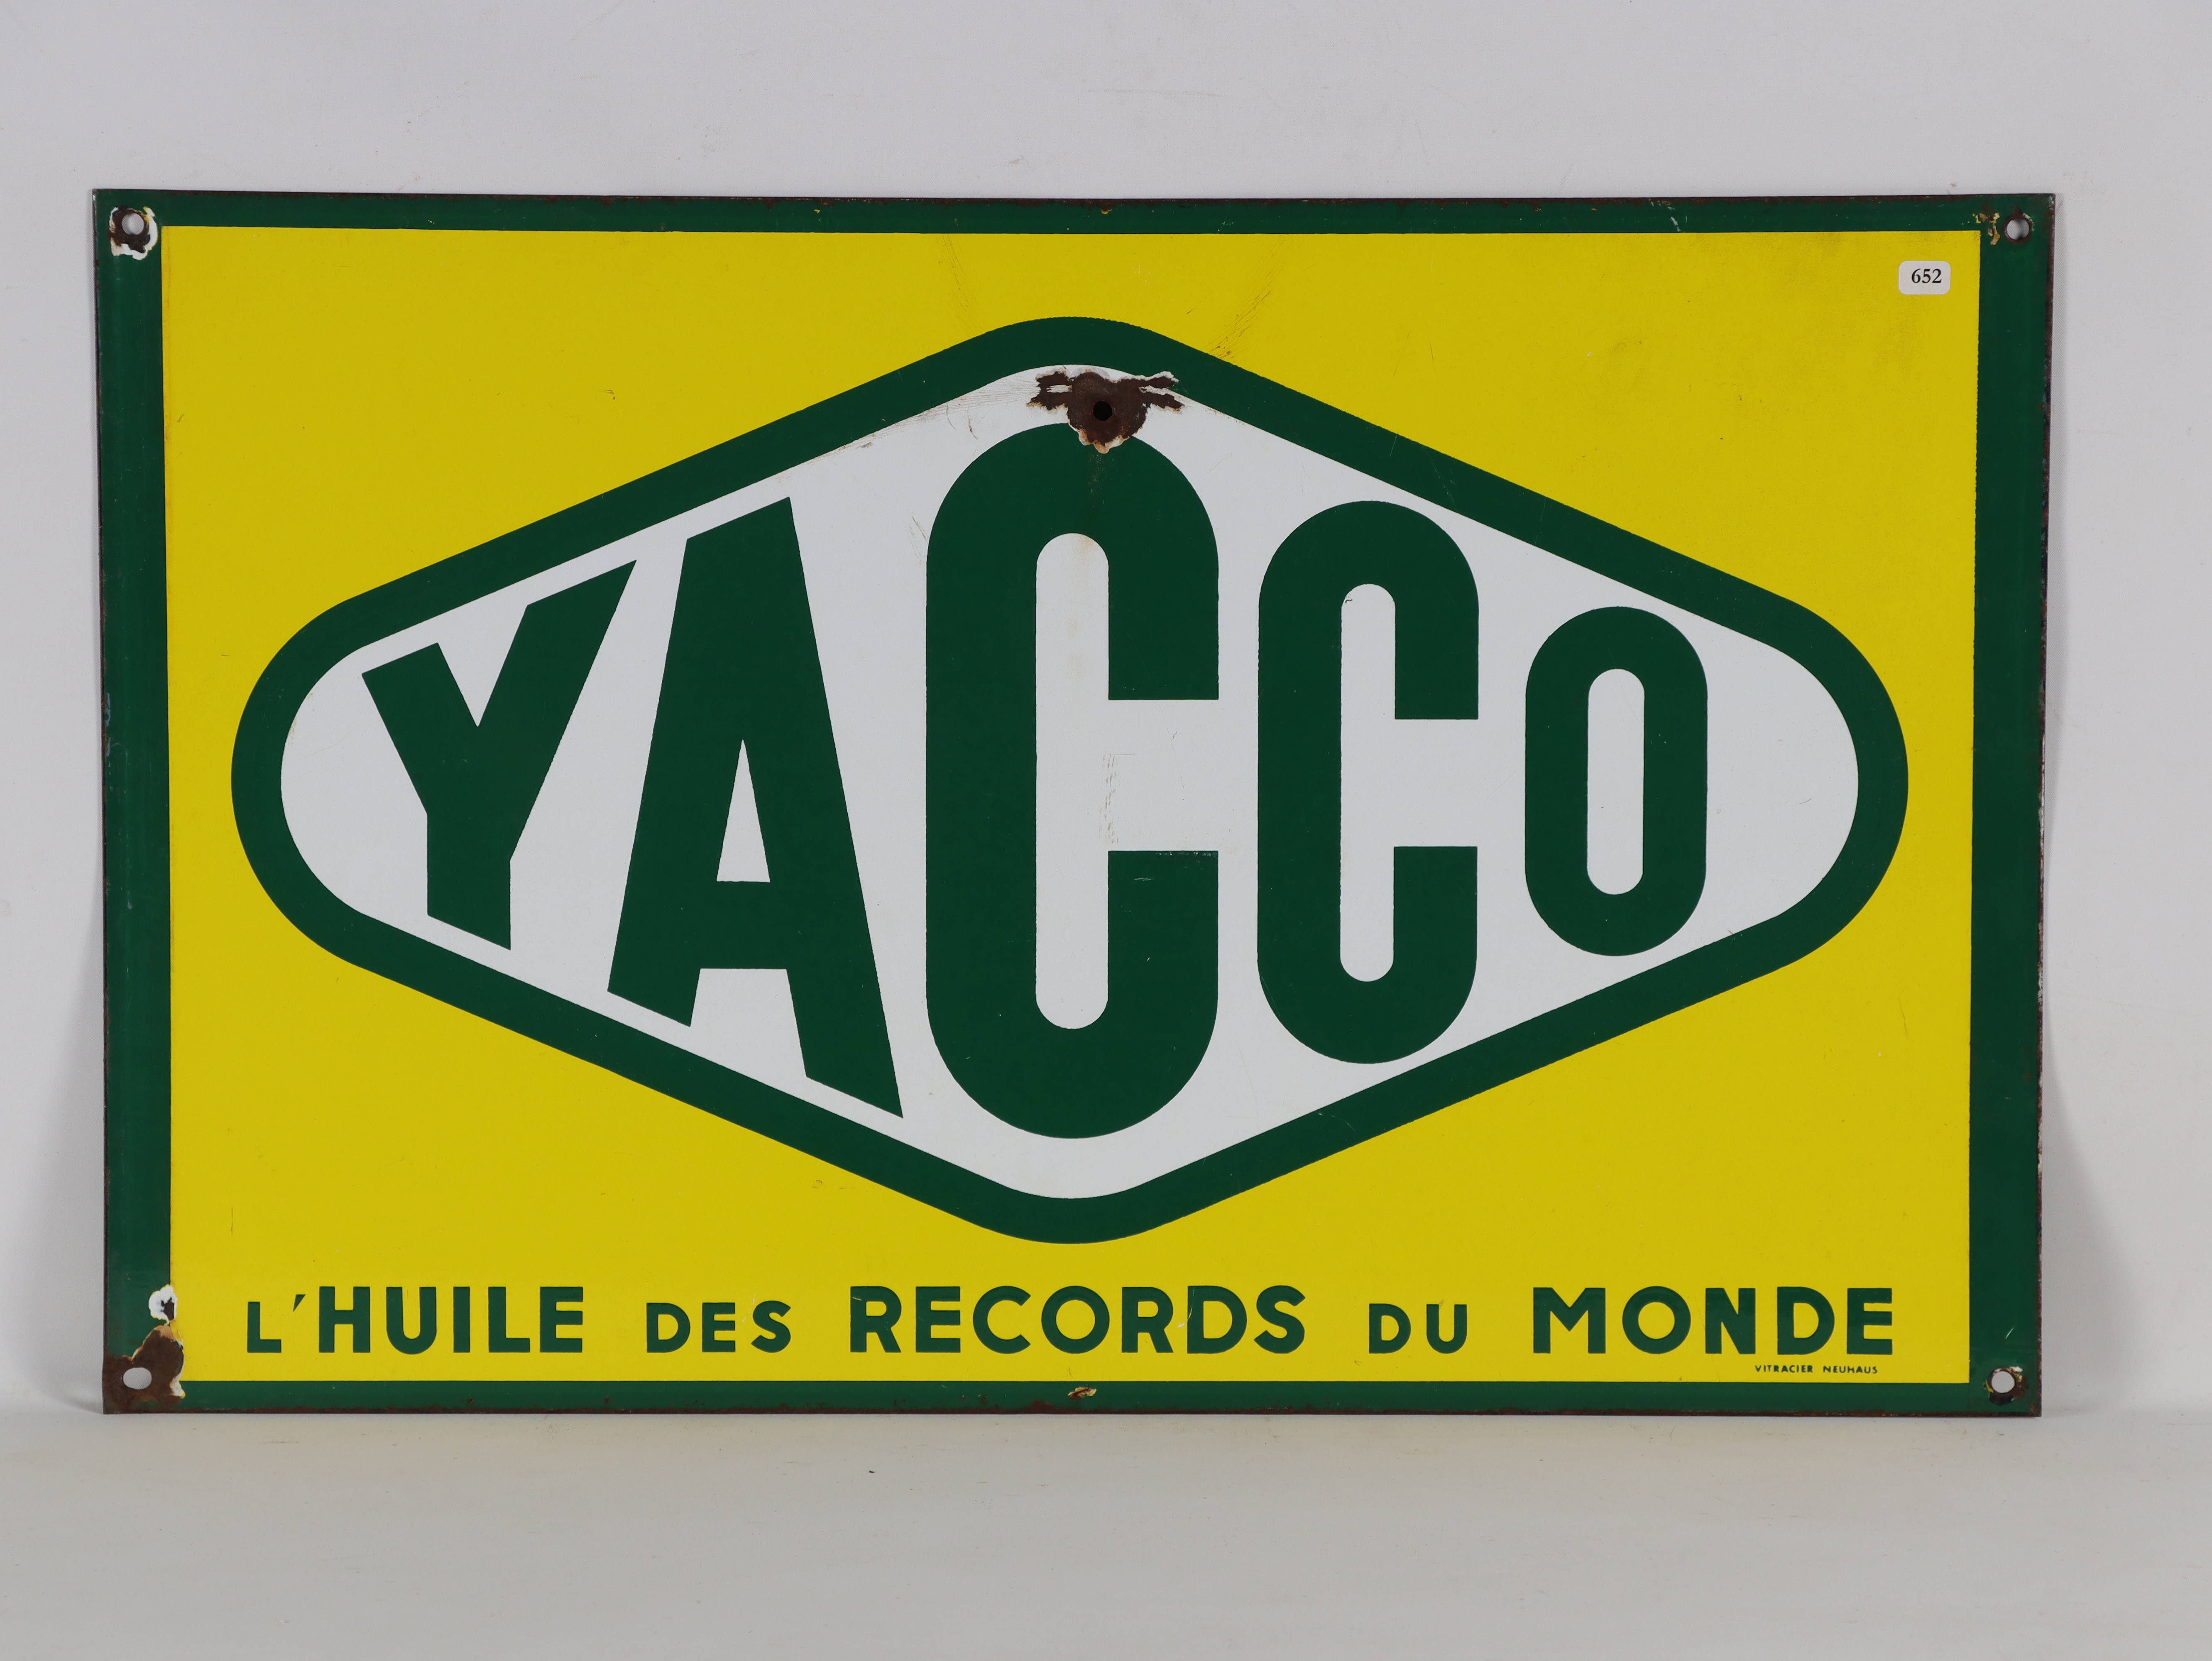 652
YACCO
L'HUILE DES RECORDS DU MONDE
VITRACIER NEUHAUS